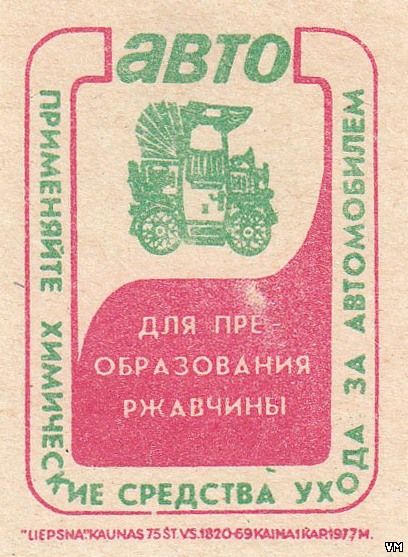 авто
ПРИМЕНЯЙТЕ ХИМИЧЕСКИЕ СРЕДСТВА УХОДА ЗА АВТОМОБИЛЕМ
ДЛЯ ПРЕ-
ОБРАЗОВАНИЯ
РЖАВЧИНЫ
"LIEPSNA" KAUNAS 75 ŠT. VS. 1820-69 KAINA 1 KAP. 1977 M.
VM